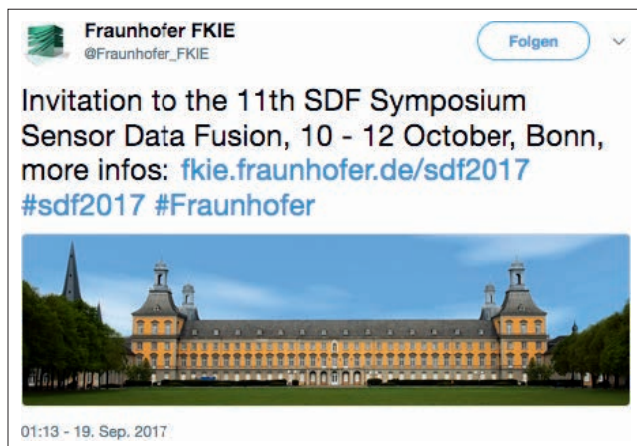 Fraunhofer FKIE
@Fraunhofer_FKIE
Folgen
Invitation to the 11th SDF Symposium
Sensor Data Fusion, 10 - 12 October, Bonn,
more infos: fkie.fraunhofer.de/sdf2017
#sdf2017 #Fraunhofer
01:13 - 19. Sep. 2017